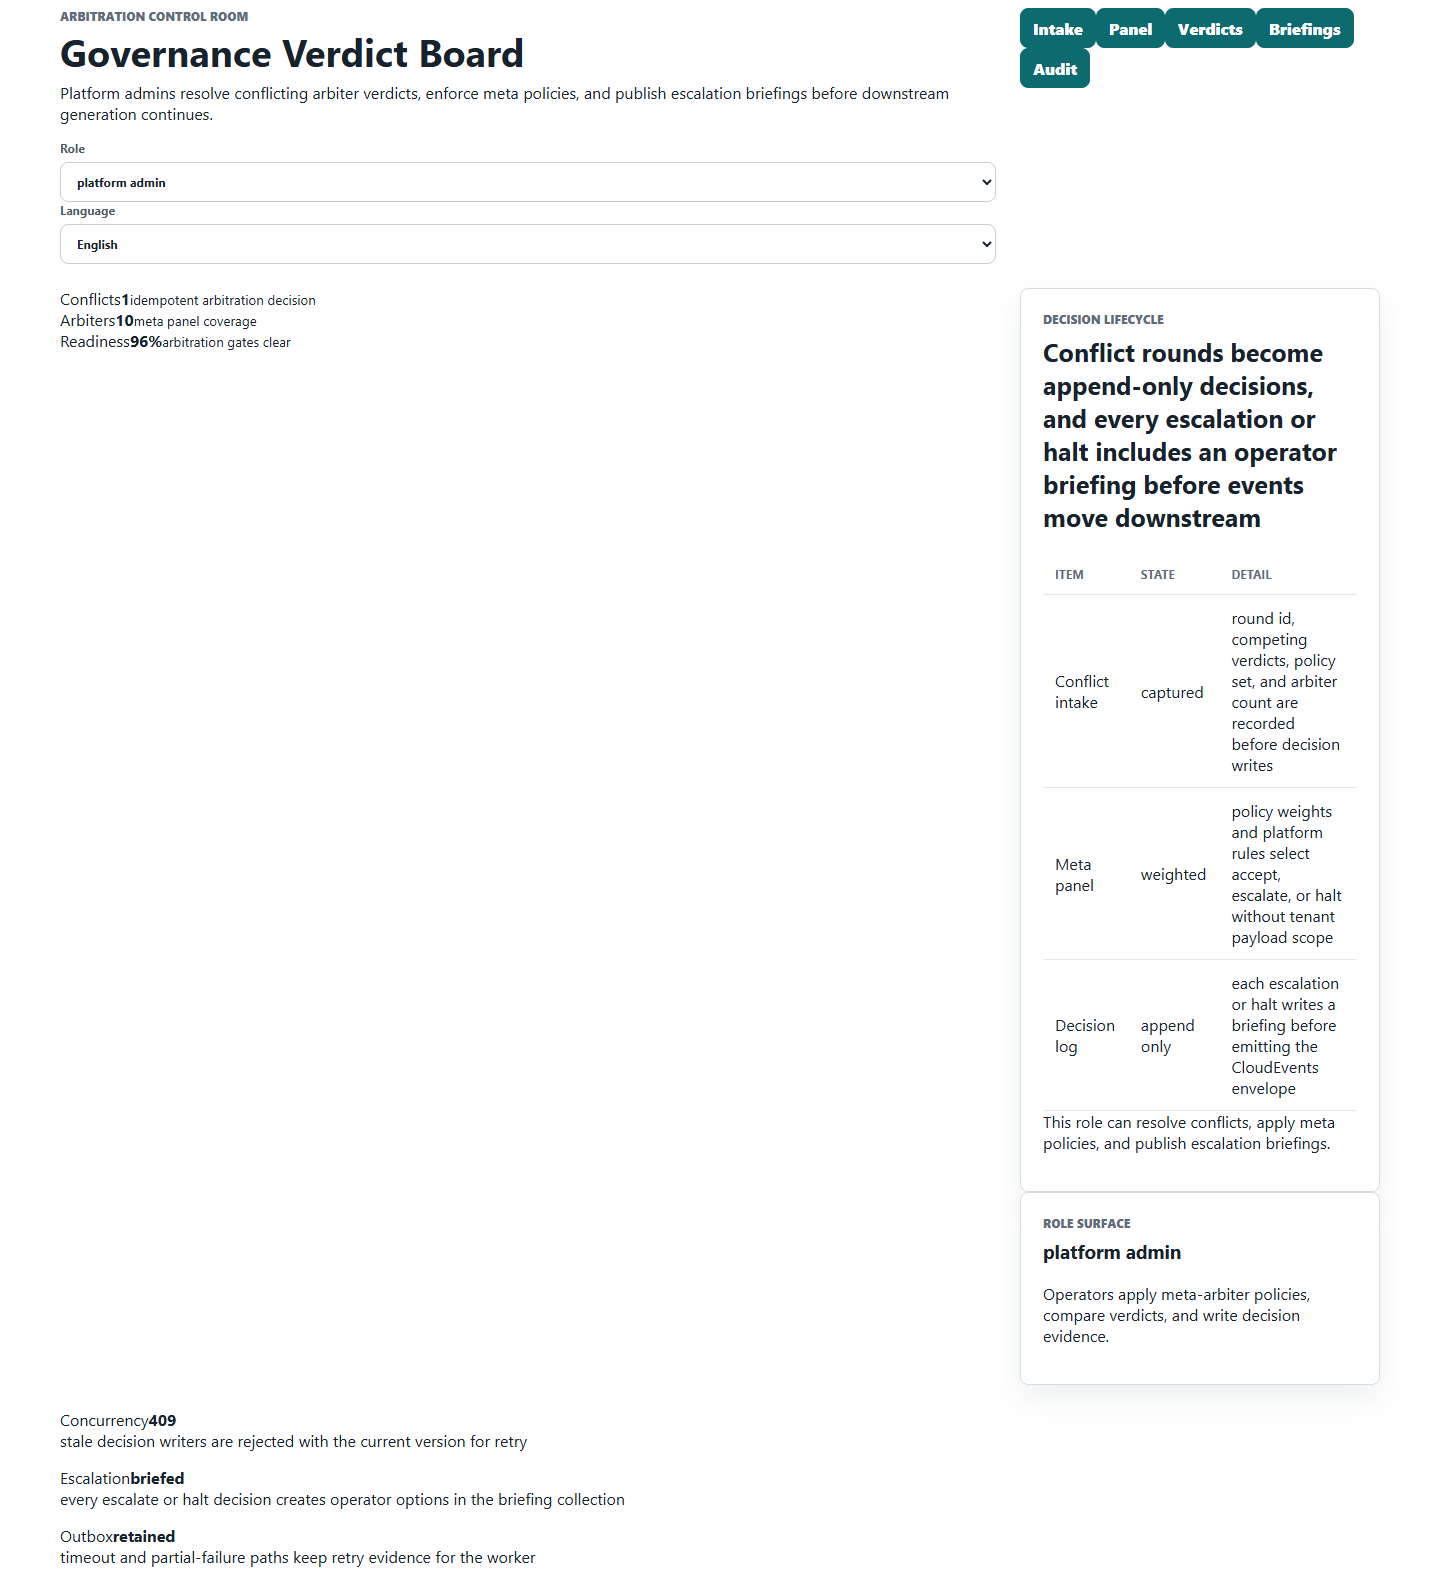 ARBITRATION CONTROL ROOM
Governance Verdict Board
Platform admins resolve conflicting arbiter verdicts, enforce meta policies, and publish escalation briefings before downstream
generation continues.
Role
platform admin
Language
English
Intake
Panel
Verdicts
Briefings
Audit
Conflicts1idempotent arbitration decision
Arbiters10meta panel coverage
Readiness96%arbitration gates clear
DECISION LIFECYCLE
Conflict rounds become
append-only decisions,
and every escalation or
halt includes an operator
briefing before events
move downstream
ITEM STATE DETAIL
Conflict
intake
captured
round id,
competing
verdicts, policy
set, and arbiter
count are
recorded
before decision
writes
Meta
panel
weighted
policy weights
and platform
rules select
accept,
escalate, or halt
without tenant
payload scope
Decision
log
append
only
each escalation
or halt writes a
briefing before
emitting the
CloudEvents
envelope
This role can resolve conflicts, apply meta
policies, and publish escalation briefings.
ROLE SURFACE
platform admin
Operators apply meta-arbiter policies,
compare verdicts, and write decision
evidence.
Concurrency409
stale decision writers are rejected with the current version for retry
Escalationbriefed
every escalate or halt decision creates operator options in the briefing collection
Outboxretained
timeout and partial-failure paths keep retry evidence for the worker